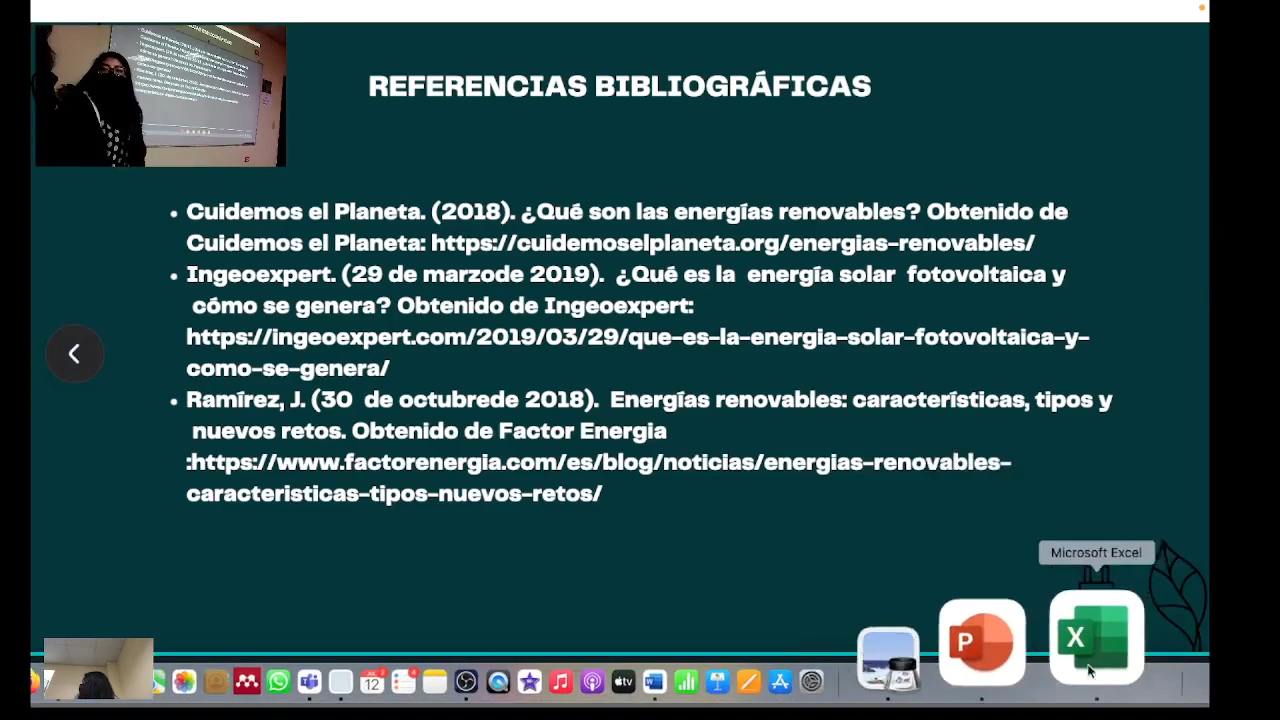 REFERENCIAS BIBLIOGRÁFICAS
• Cuidemos el Planeta. (2018). ¿Qué son las energías renovables? Obtenido de
Cuidemos el Planeta: https://cuidemoselplaneta.org/energias-renovables/
• Ingeoexpert. (29 de marzode 2019). ¿Qué es la energía solar fotovoltaica y
cómo se genera? Obtenido de Ingeoexpert:
https://ingeoexpert.com/2019/03/29/que-es-la-energia-solar-fotovoltaica-y-
como-se-genera/
• Ramírez, J. (30 de octubrede 2018). Energías renovables: características, tipos y
nuevos retos. Obtenido de Factor Energia
:https://www.factorenergia.com/es/blog/noticias/energias-renovables-
caracteristicas-tipos-nuevos-retos/
Microsoft Excel
P
X
12
tv
W